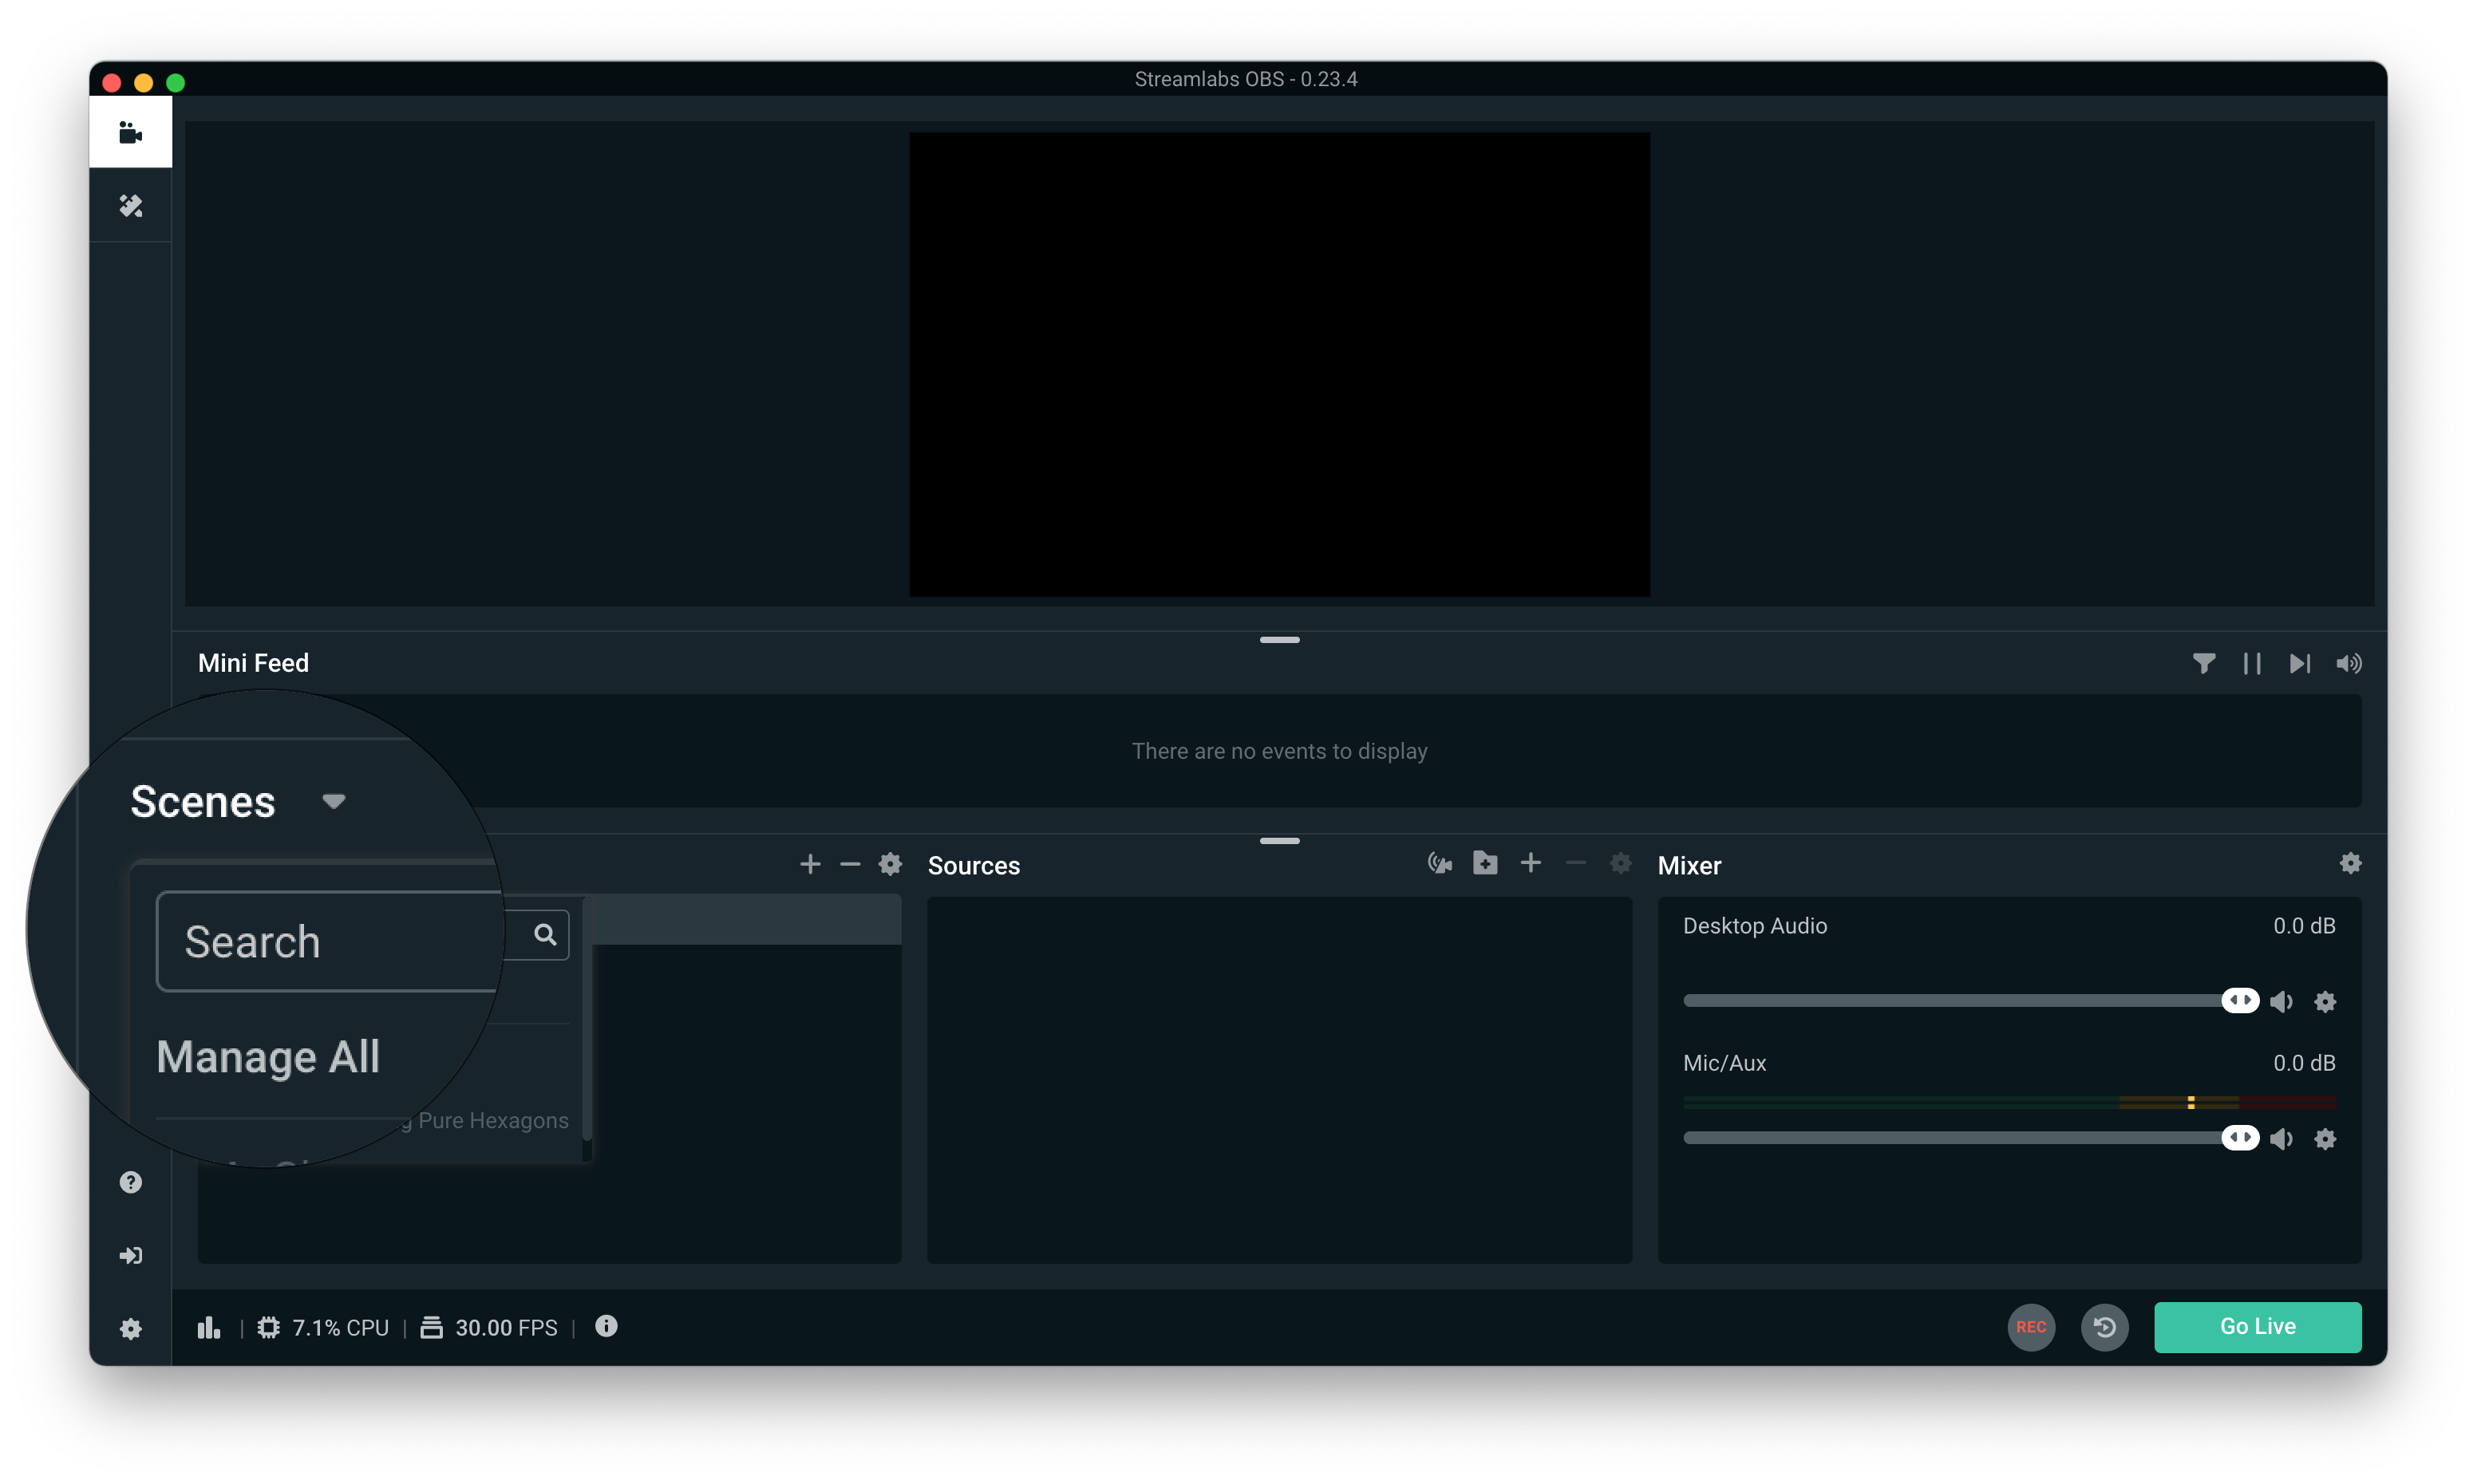 Streamlabs OBS - 0.23.4
Mini Feed
There are no events to display
Scenes
Search
Manage All
Pure Hexagons
Sources
Mixer
Desktop Audio 0.0 dB
Mic/Aux 0.0 dB
7.1% CPU | 30.00 FPS |
REC
Go Live